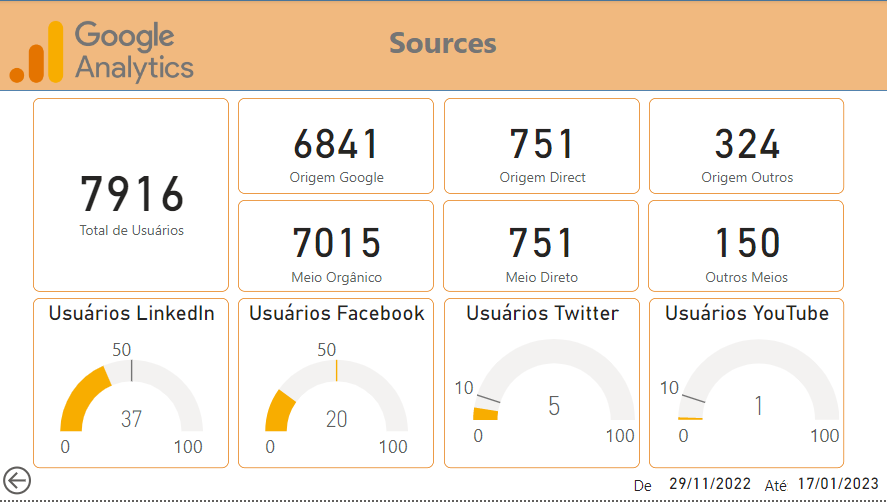 Google
Analytics
Sources
7916
Total de Usuários
6841
Origem Google
751
Origem Direct
324
Origem Outros
7015
Meio Orgânico
751
Meio Direto
150
Outros Meios
Usuários LinkedIn
50
37
0
100
Usuários Facebook
50
20
0
100
Usuários Twitter
10
5
0
100
Usuários YouTube
10
1
0
100
De 29/11/2022 Até 17/01/2023